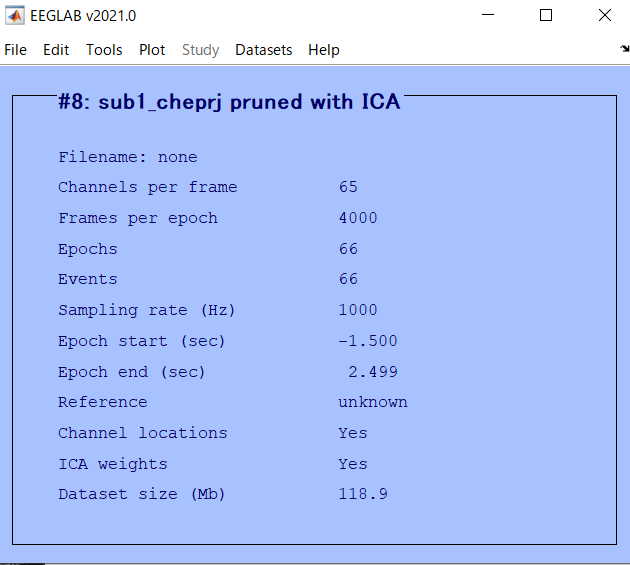 EEGLAB v2021.0
File Edit Tools Plot Study Datasets Help
#8: sub1_cheprj pruned with ICA
Filename: none
Channels per frame 65
Frames per epoch 4000
Epochs 66
Events 66
Sampling rate (Hz) 1000
Epoch start (sec) -1.500
Epoch end (sec) 2.499
Reference unknown
Channel locations Yes
ICA weights Yes
Dataset size (Mb) 118.9